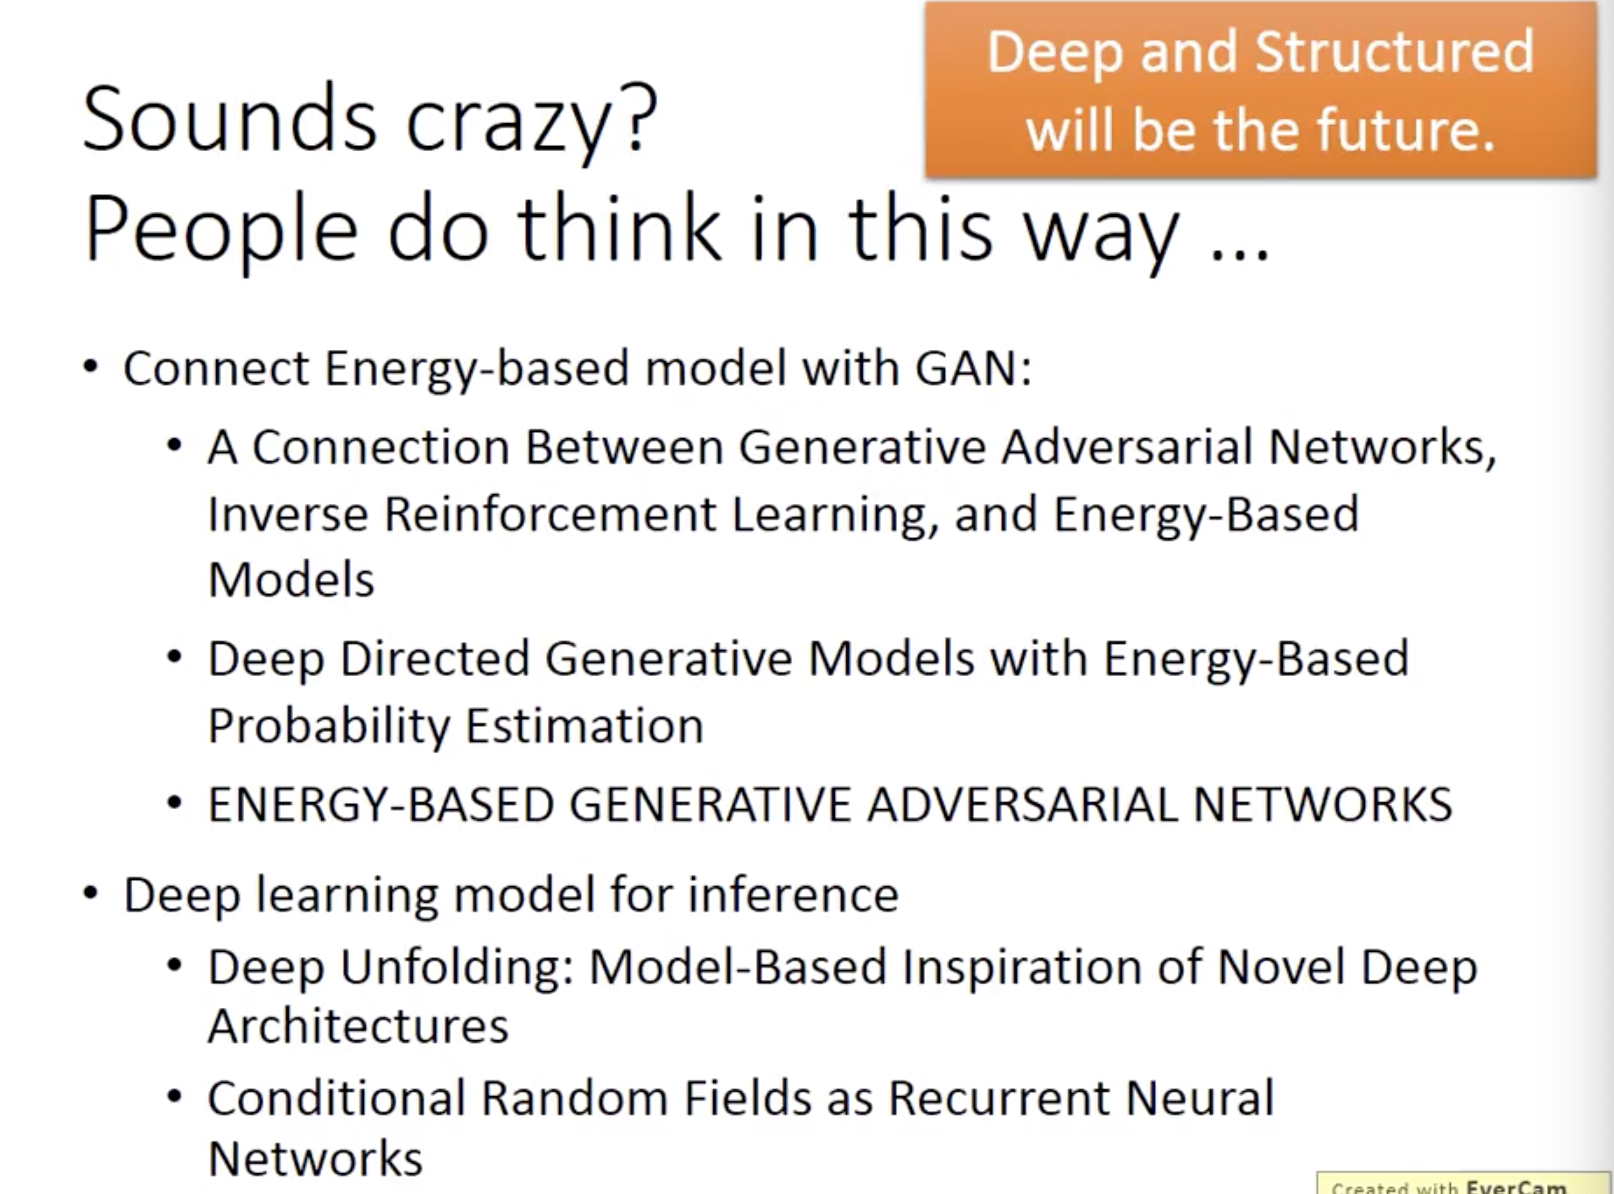 Deep and Structured
will be the future.
Sounds crazy?
People do think in this way ...
• Connect Energy-based model with GAN:
• A Connection Between Generative Adversarial Networks,
Inverse Reinforcement Learning, and Energy-Based
Models
• Deep Directed Generative Models with Energy-Based
Probability Estimation
• ENERGY-BASED GENERATIVE ADVERSARIAL NETWORKS
• Deep learning model for inference
• Deep Unfolding: Model-Based Inspiration of Novel Deep
Architectures
• Conditional Random Fields as Recurrent Neural
Networks
Created with EverCam